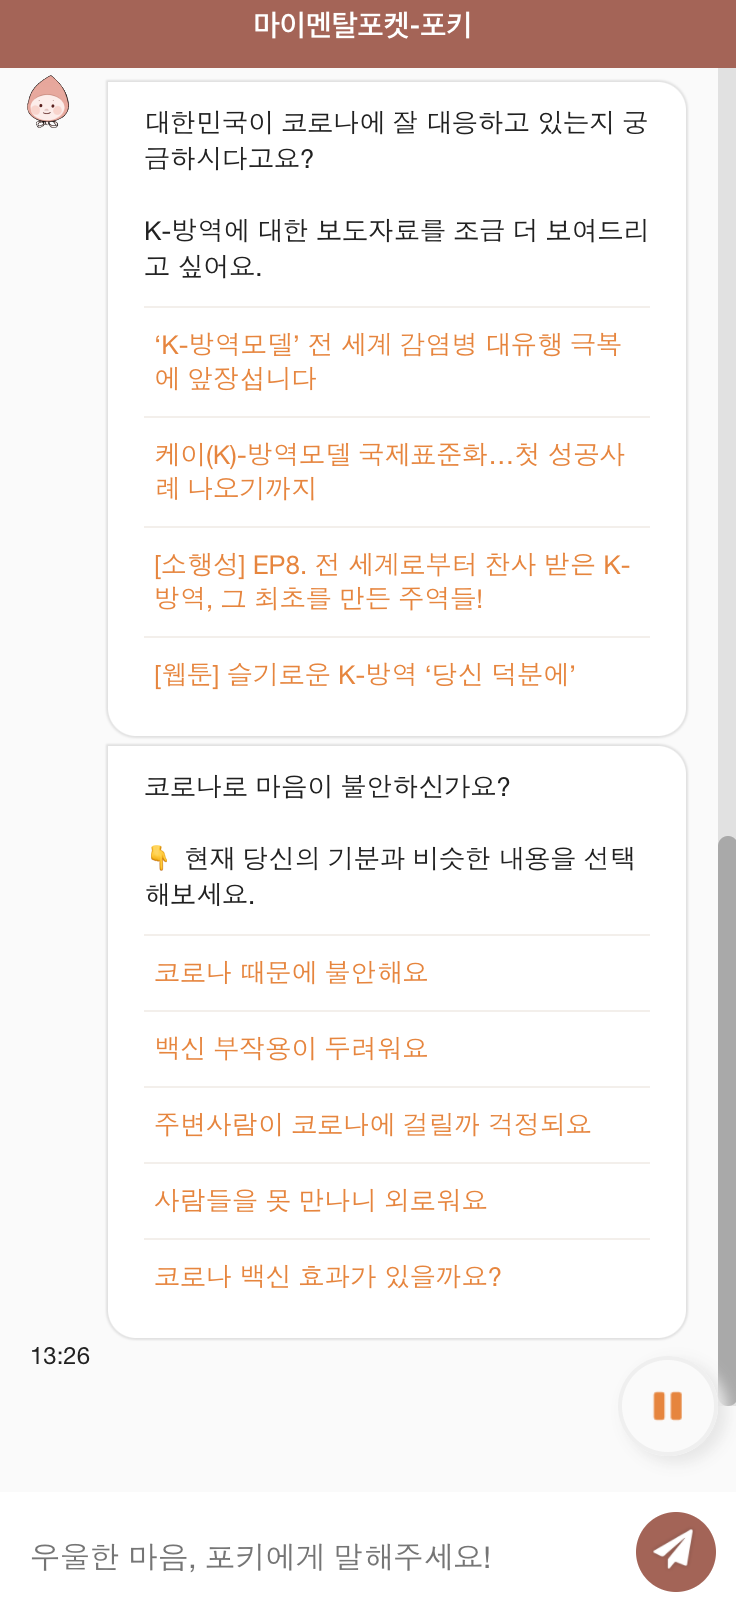 마이멘탈포켓-포키
대한민국이 코로나에 잘 대응하고 있는지 궁
금하시다고요?
K-방역에 대한 보도자료를 조금 더 보여드리
고 싶어요.
‘K-방역모델’ 전 세계 감염병 대유행 극복
에 앞장섭니다
케이(K)-방역모델 국제표준화...첫 성공사
례 나오기까지
[소행성] EP8. 전 세계로부터 찬사 받은 K-
방역, 그 최초를 만든 주역들!
[웹툰] 슬기로운 K-방역 ‘당신 덕분에’
코로나로 마음이 불안하신가요?
👇 현재 당신의 기분과 비슷한 내용을 선택
해보세요.
코로나 때문에 불안해요
백신 부작용이 두려워요
주변사람이 코로나에 걸릴까 걱정되요
사람들을 못 만나니 외로워요
코로나 백신 효과가 있을까요?
13:26
우울한 마음, 포키에게 말해주세요!